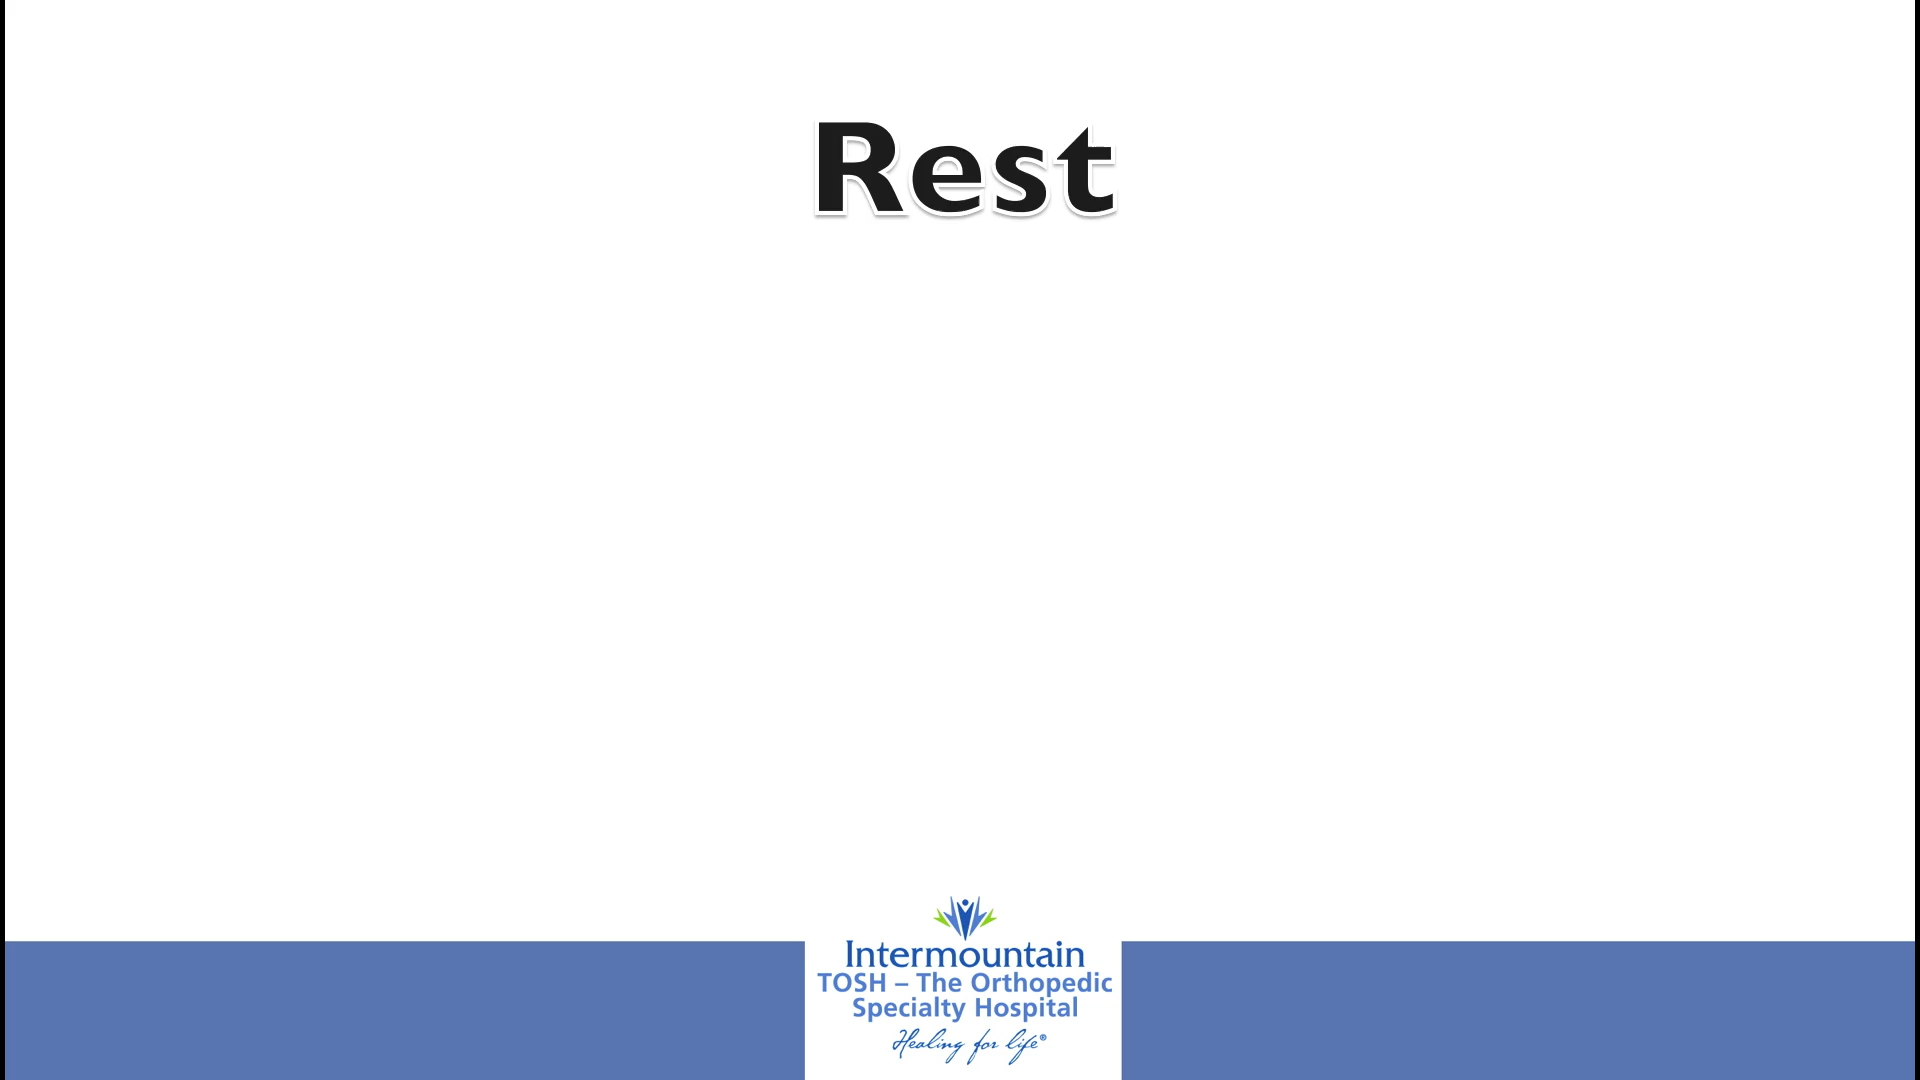 Rest
Intermountain
TOSH – The Orthopedic
Specialty Hospital
Healing for life®